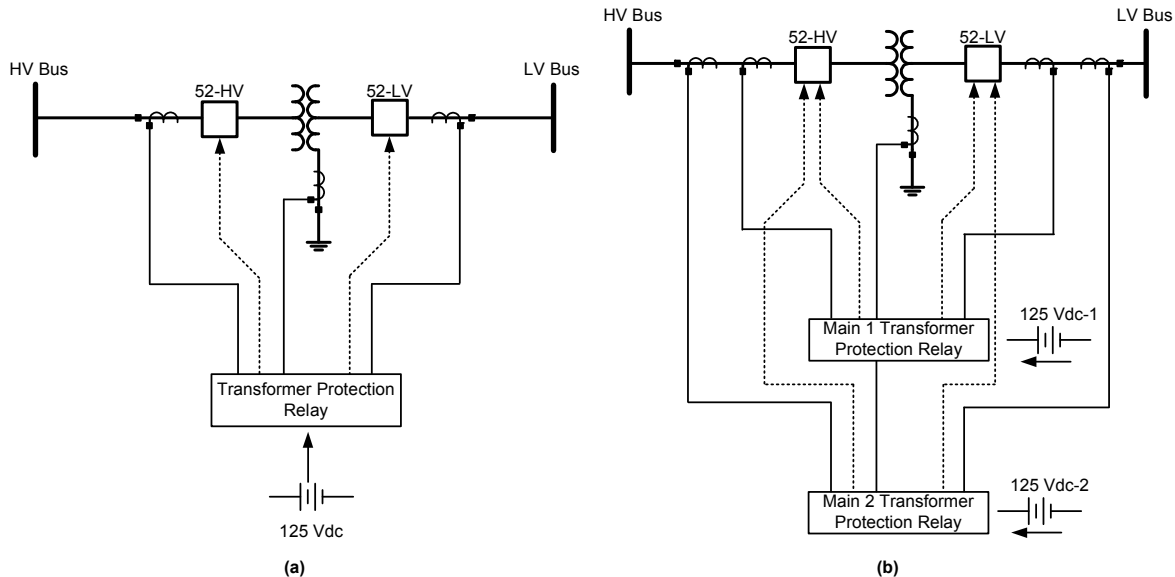 HV Bus
52-HV
52-LV
LV Bus
Transformer Protection
Relay
125 Vdc
(a)
HV Bus
52-HV
52-LV
LV Bus
Main 1 Transformer
Protection Relay
125 Vdc-1
Main 2 Transformer
Protection Relay
125 Vdc-2
(b)